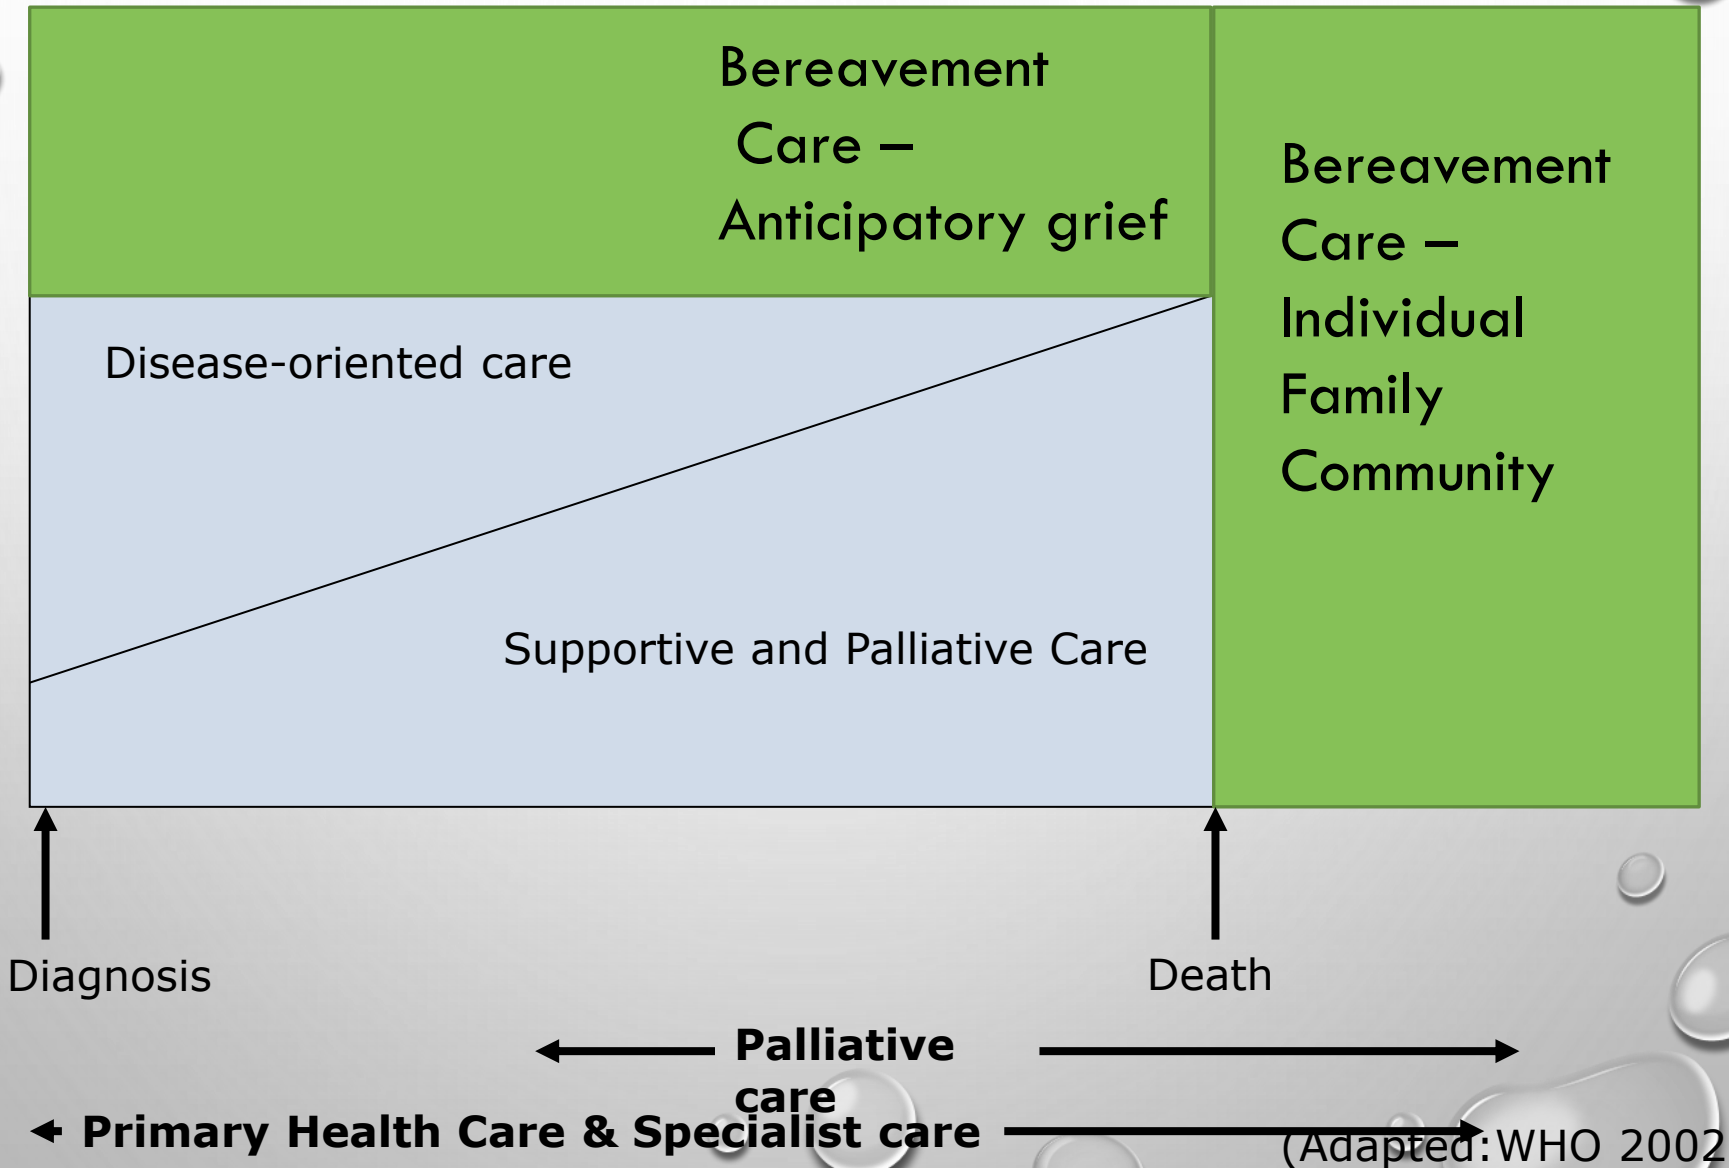 Bereavement
Care –
Anticipatory grief
Bereavement
Care –
Individual
Family
Community
Disease-oriented care
Supportive and Palliative Care
Diagnosis
Death
Palliative
care
Primary Health Care & Specialist care
(Adapted:WHO 2002